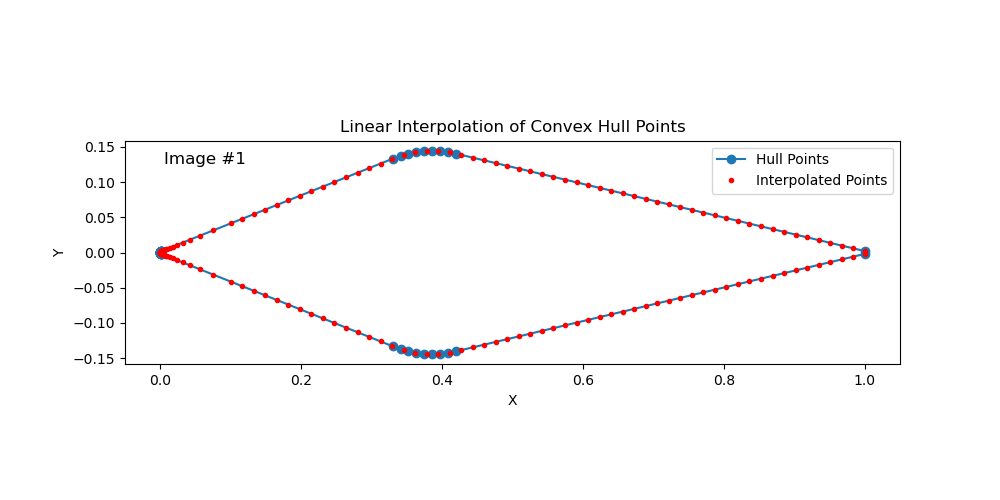 Linear Interpolation of Convex Hull Points
Image #1
Hull Points
Interpolated Points
Y
0.15
0.10
0.05
0.00
−0.05
−0.10
−0.15
0.0
0.2
0.4
0.6
0.8
1.0
X